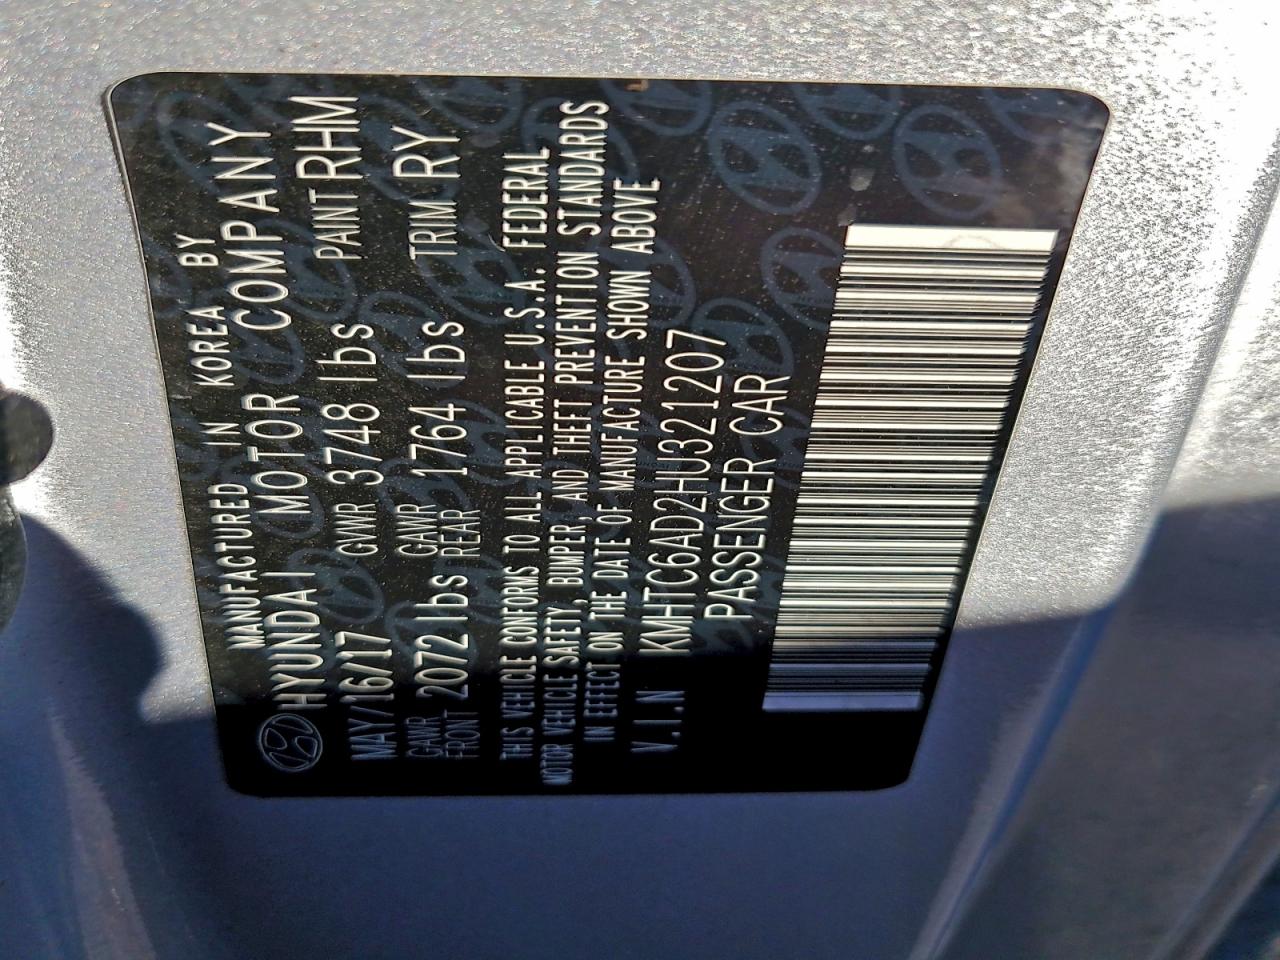 MANUFACTURED IN KOREA BY
HYUNDAI MOTOR COMPANY
MAY/16/17 GVWR 3748 lbs PAINT RHM
GAWR FRONT 2072 lbs GAWR REAR 1764 lbs TRIM RY
THIS VEHICLE CONFORMS TO ALL APPLICABLE U.S.A. FEDERAL
MOTOR VEHICLE SAFETY, BUMPER, AND THEFT PREVENTION STANDARDS
IN EFFECT ON THE DATE OF MANUFACTURE SHOWN ABOVE
V.I.N KMHTC6AD2HU321207
PASSENGER CAR